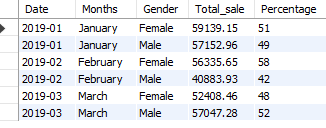 Date Months Gender Total_sale Percentage
2019-01 January Female 59139.15 51
2019-01 January Male 57152.96 49
2019-02 February Female 56335.65 58
2019-02 February Male 40883.93 42
2019-03 March Female 52408.46 48
2019-03 March Male 57047.28 52